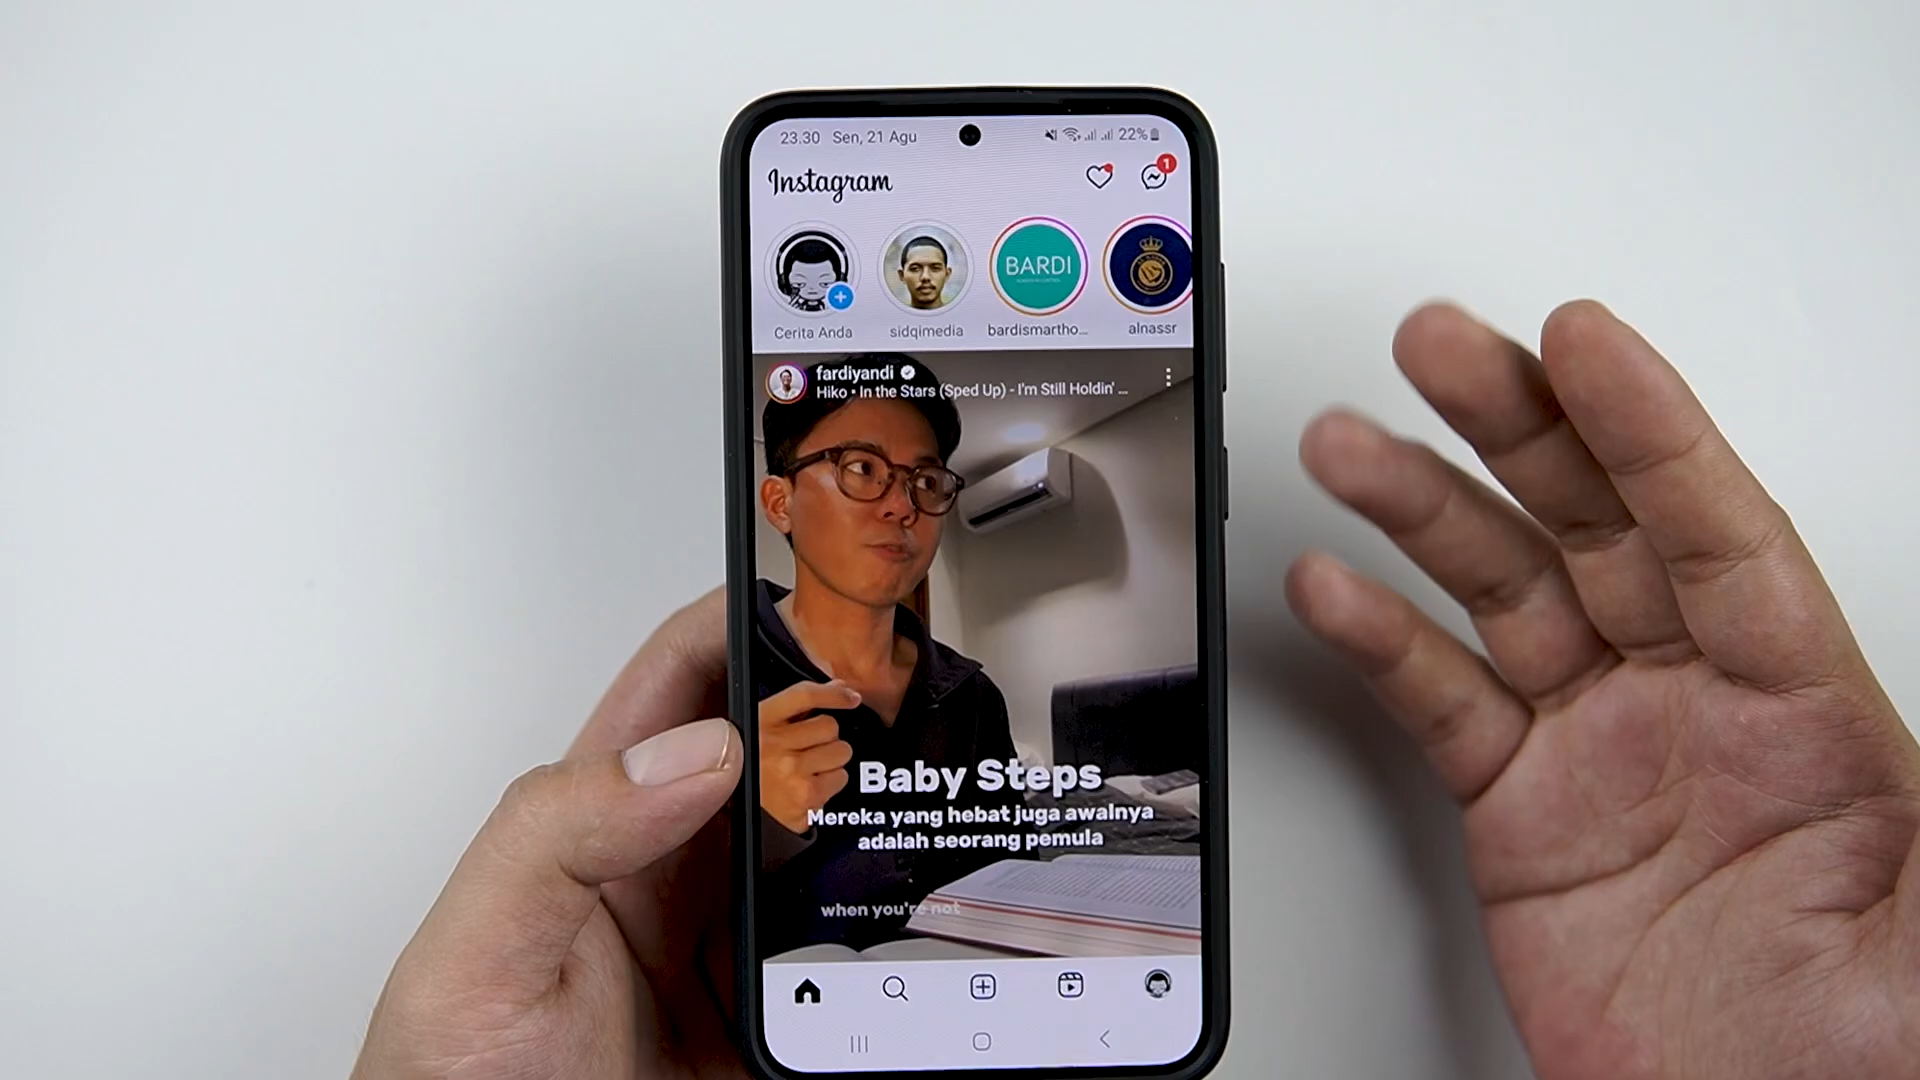 23.30 Sen, 21 Agu
22%
Instagram
1
BARDI
Cerita Anda
sidqimedia
bardismartho...
alnassr
fardiyandi
Hiko • In the Stars (Sped Up) - I'm Still Holdin' ...
Baby Steps
Mereka yang hebat juga awalnya
adalah seorang pemula
when you're not